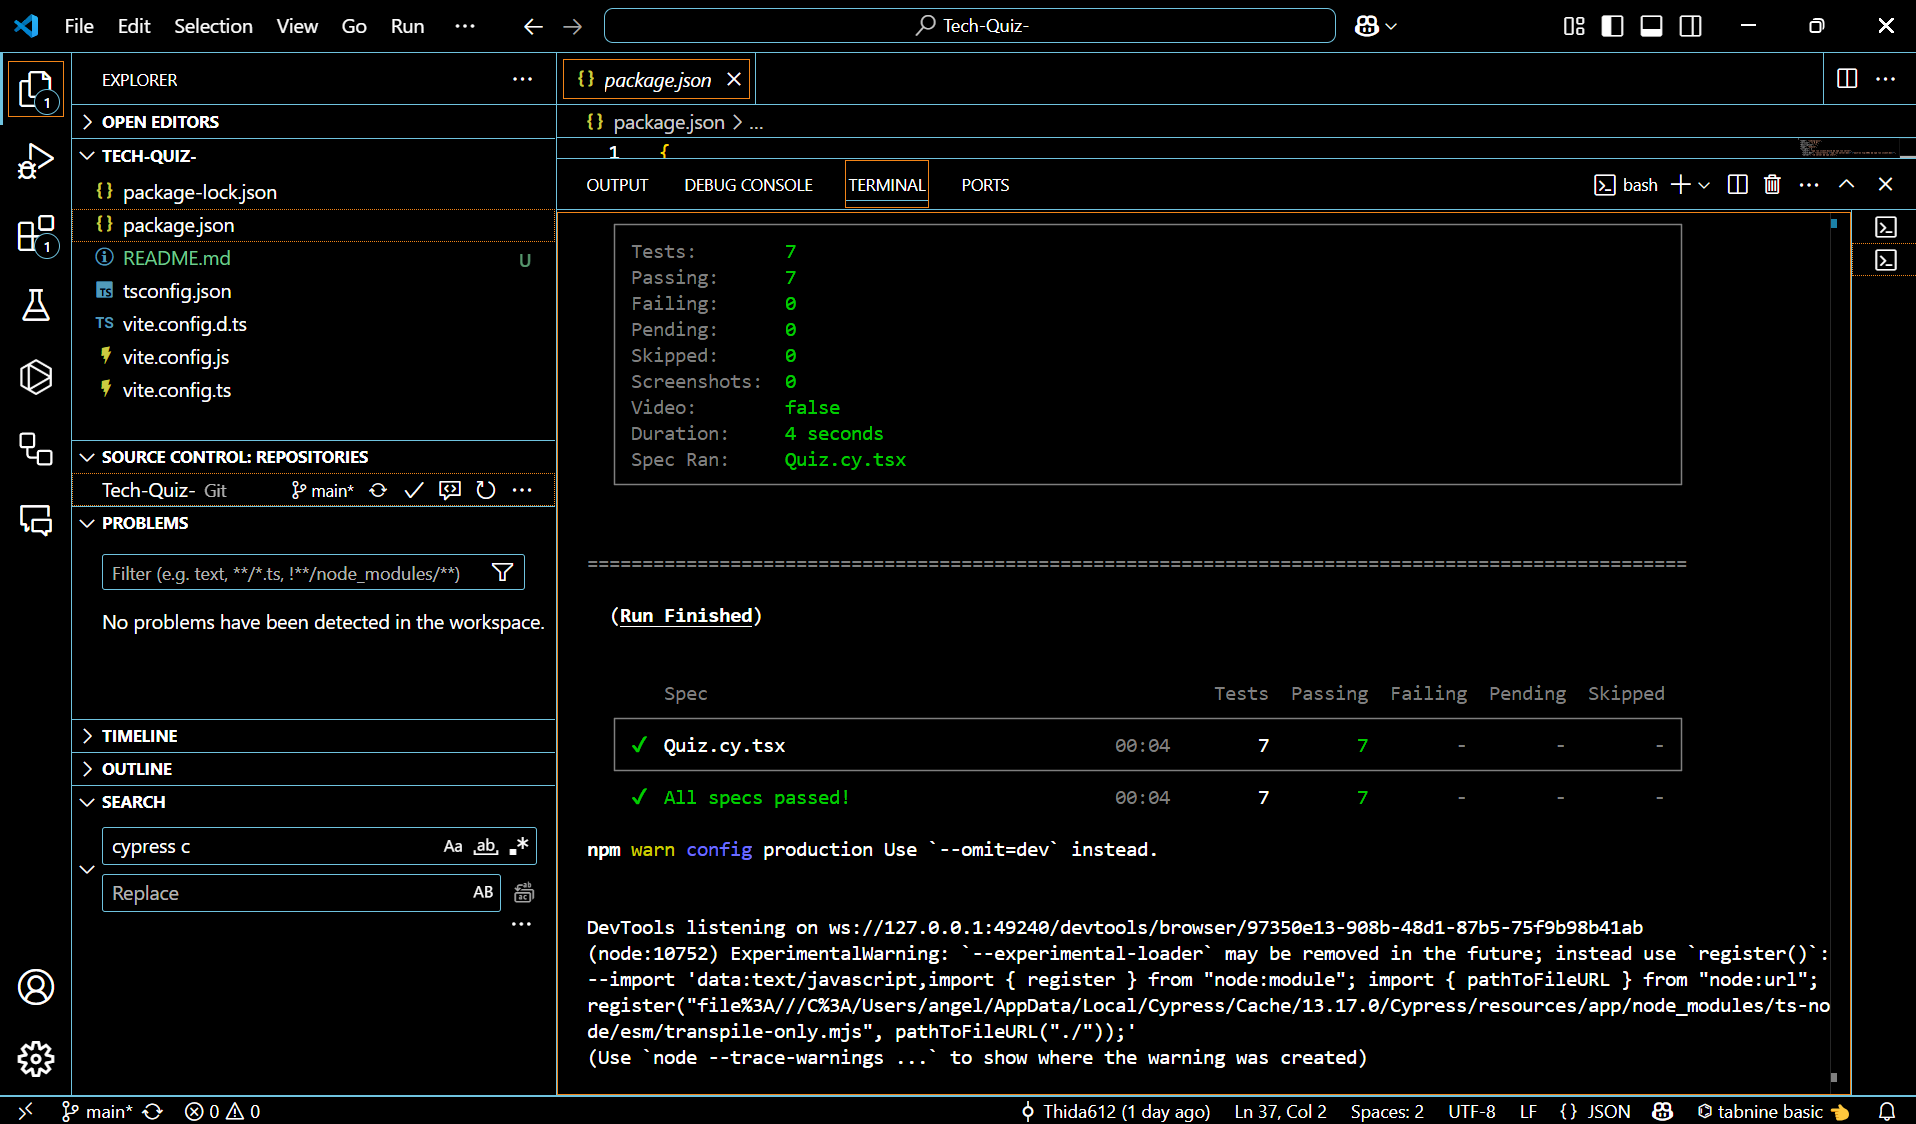 File Edit Selection View Go Run ··· Tech-Quiz-
EXPLORER ···
1
OPEN EDITORS
TECH-QUIZ-
{} package-lock.json
{} package.json
README.md U
TS tsconfig.json
TS vite.config.d.ts
vite.config.js
vite.config.ts
1
SOURCE CONTROL: REPOSITORIES
Tech-Quiz- Git main* ···
PROBLEMS
Filter (e.g. text, **/*.ts, !**/node_modules/**)
No problems have been detected in the workspace.
TIMELINE
OUTLINE
SEARCH
cypress c Aa ab .*
Replace AB
···
{} package.json ×
{} package.json > ...
1 {
OUTPUT DEBUG CONSOLE TERMINAL PORTS bash
Tests: 7
Passing: 7
Failing: 0
Pending: 0
Skipped: 0
Screenshots: 0
Video: false
Duration: 4 seconds
Spec Ran: Quiz.cy.tsx
====================================================================================================
(Run Finished)
Spec Tests Passing Failing Pending Skipped
✓ Quiz.cy.tsx 00:04 7 7 - - -
✓ All specs passed! 00:04 7 7 - - -
npm warn config production Use `--omit=dev` instead.
DevTools listening on ws://127.0.0.1:49240/devtools/browser/97350e13-908b-48d1-87b5-75f9b98b41ab
(node:10752) ExperimentalWarning: `--experimental-loader` may be removed in the future; instead use `register()`:
--import 'data:text/javascript,import { register } from "node:module"; import { pathToFileURL } from "node:url";
register("file%3A///C%3A/Users/angel/AppData/Local/Cypress/Cache/13.17.0/Cypress/resources/app/node_modules/ts-no
de/esm/transpile-only.mjs", pathToFileURL("./"));'
(Use `node --trace-warnings ...` to show where the warning was created)
main* 0 0 Thida612 (1 day ago) Ln 37, Col 2 Spaces: 2 UTF-8 LF {} JSON tabnine basic